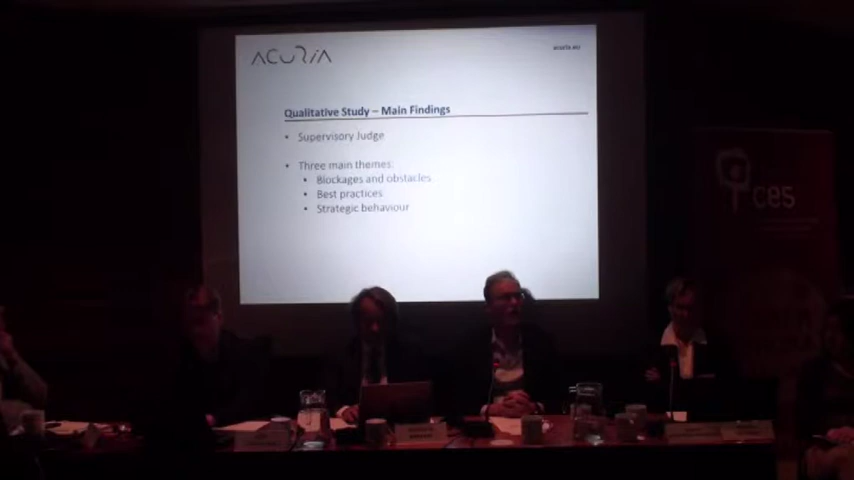 ACURIA
acuria.eu
Qualitative Study – Main Findings
• Supervisory Judge
• Three main themes:
• Blockages and obstacles
• Best practices
• Strategic behaviour
ces